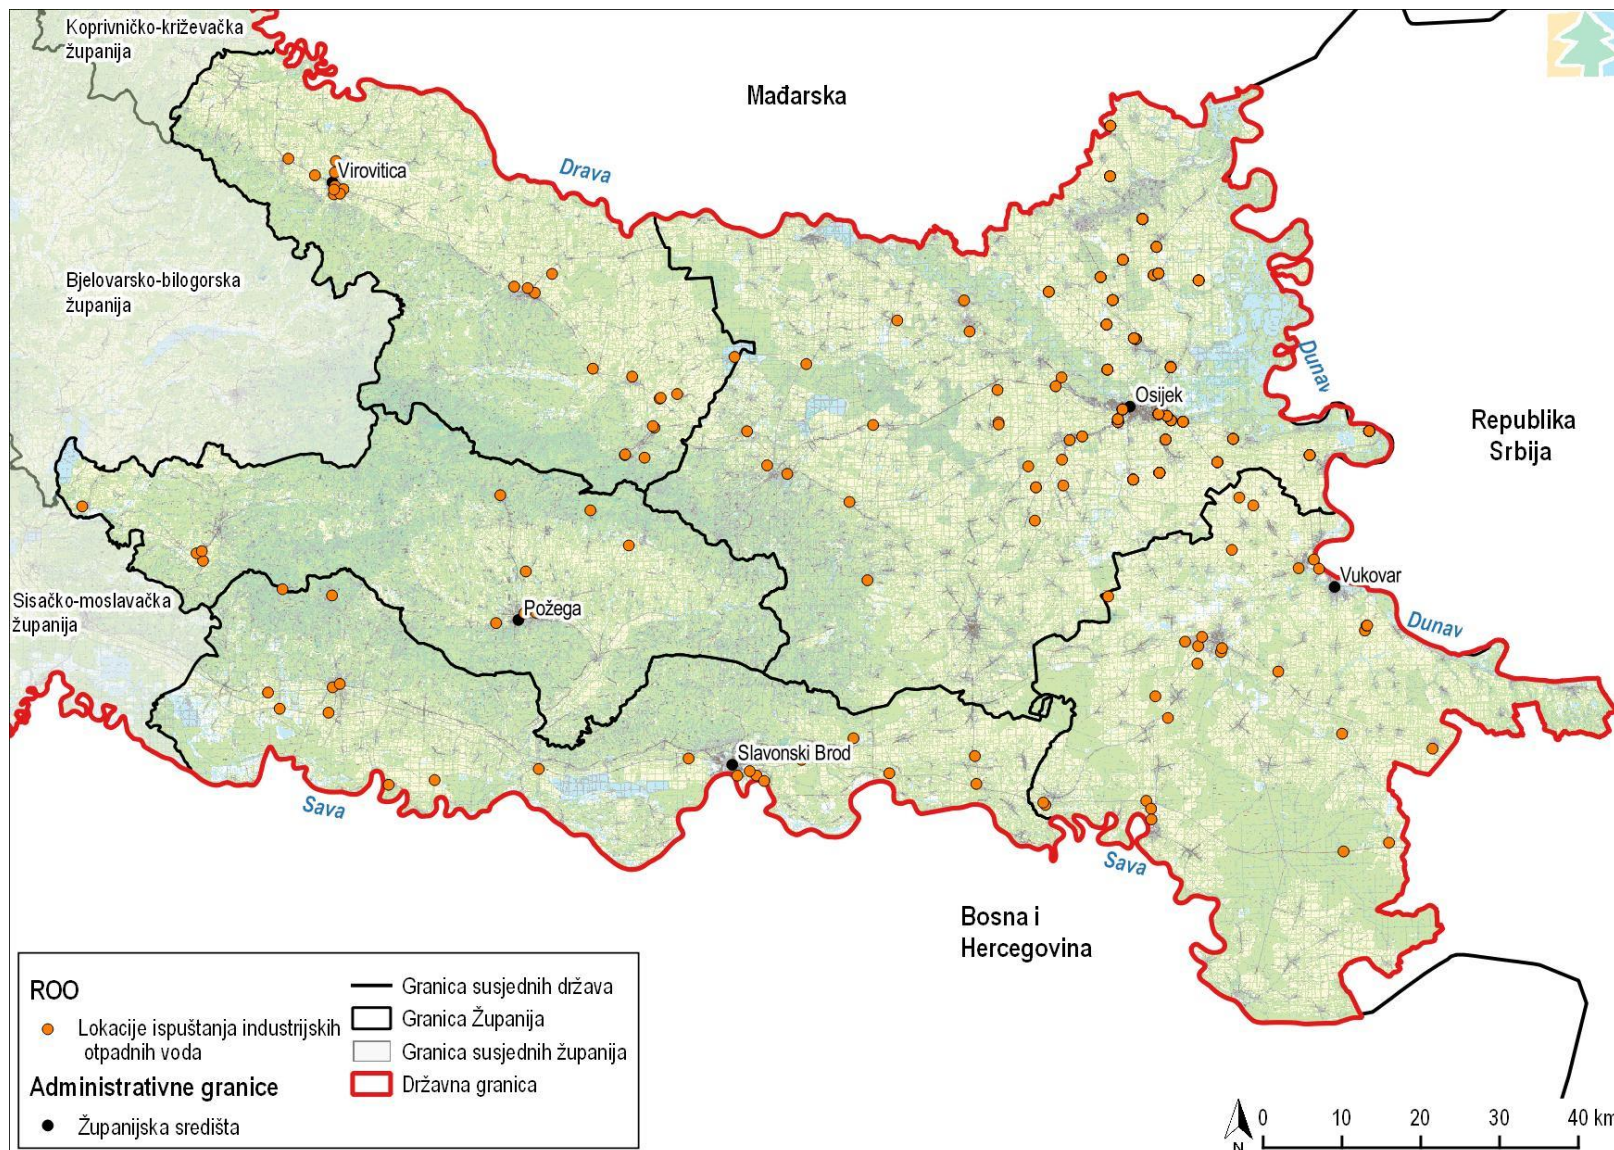 Koprivničko-križevačka
županija
Mađarska
Virovitica
Drava
Bjelovarsko-bilogorska
županija
Dunav
Osijek
Republika
Srbija
Sisačko-moslavačka
županija
Požega
Vukovar
Dunav
Slavonski Brod
Sava
Sava
Bosna i
Hercegovina
ROO
Lokacije ispuštanja industrijskih
otpadnih voda
Administrativne granice
Županijska središta
Granica susjednih država
Granica Županija
Granica susjednih županija
Državna granica
N
0 10 20 30 40 km